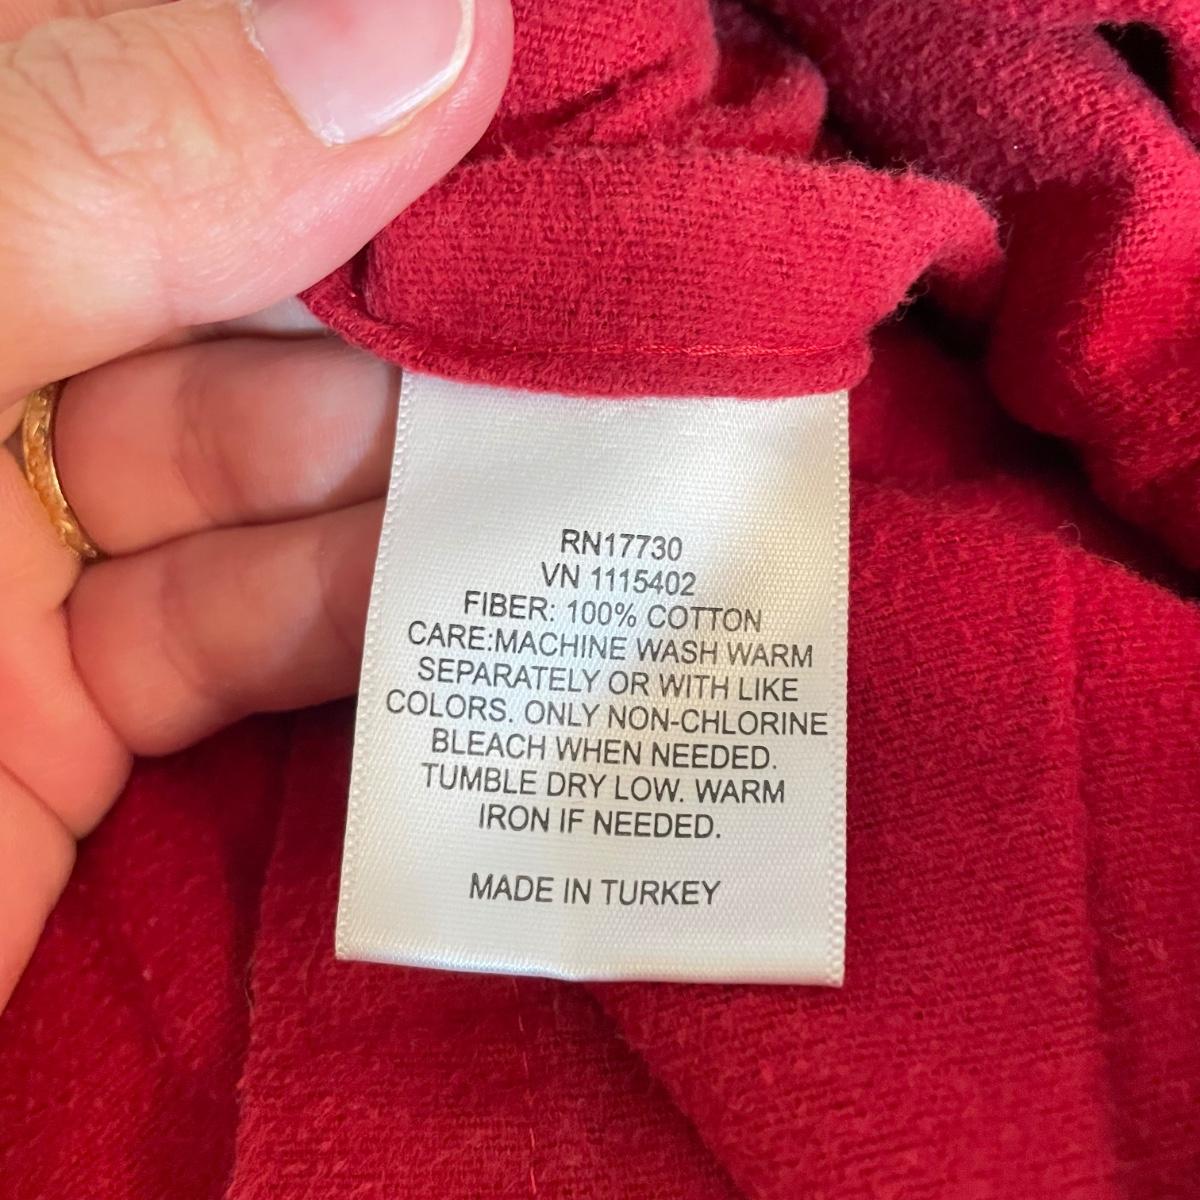 RN17730
VN 1115402
FIBER: 100% COTTON
CARE:MACHINE WASH WARM
SEPARATELY OR WITH LIKE
COLORS. ONLY NON-CHLORINE
BLEACH WHEN NEEDED.
TUMBLE DRY LOW. WARM
IRON IF NEEDED.
MADE IN TURKEY